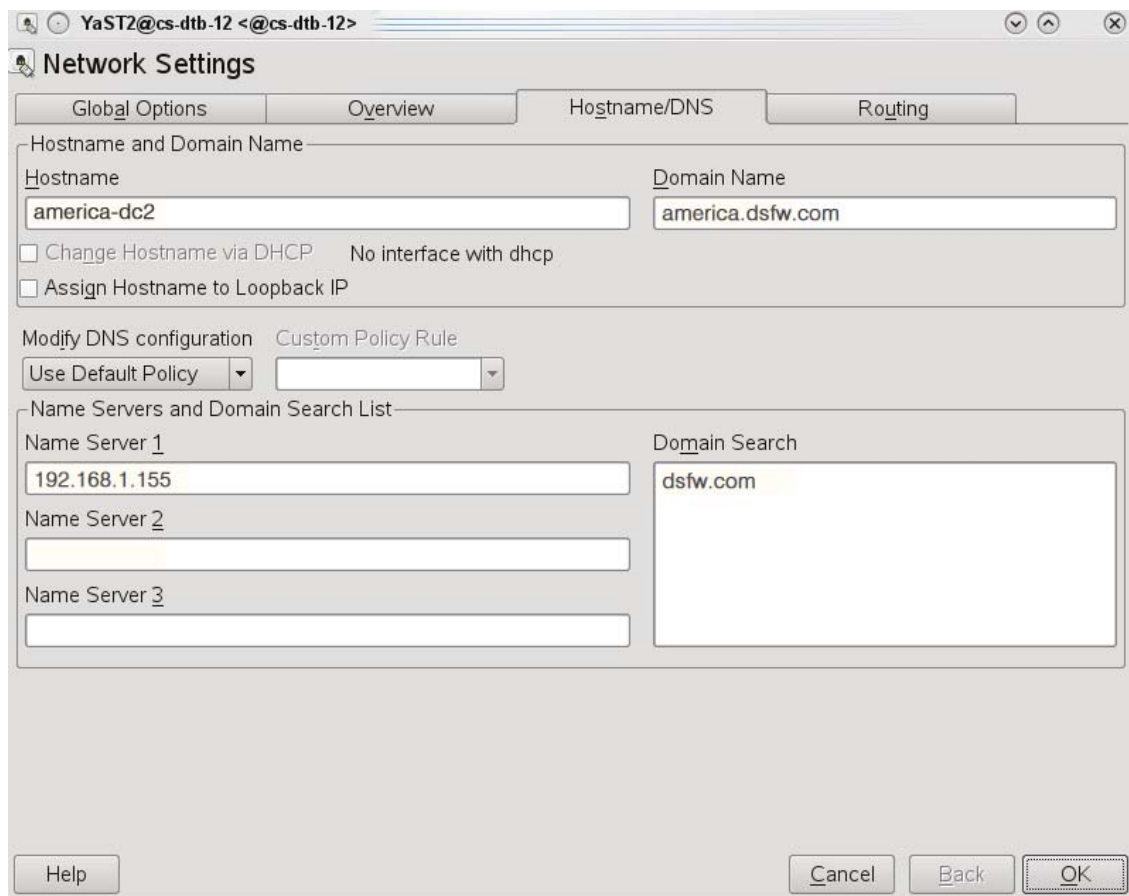 YaST2@cs-dtb-12 <@cs-dtb-12>
Network Settings
Global Options Overview Hostname/DNS Routing
Hostname and Domain Name
Hostname Domain Name
america-dc2 america.dsfw.com
Change Hostname via DHCP No interface with dhcp
Assign Hostname to Loopback IP
Modify DNS configuration Custom Policy Rule
Use Default Policy
Name Servers and Domain Search List
Name Server 1 Domain Search
192.168.1.155 dsfw.com
Name Server 2
Name Server 3
Help Cancel Back OK